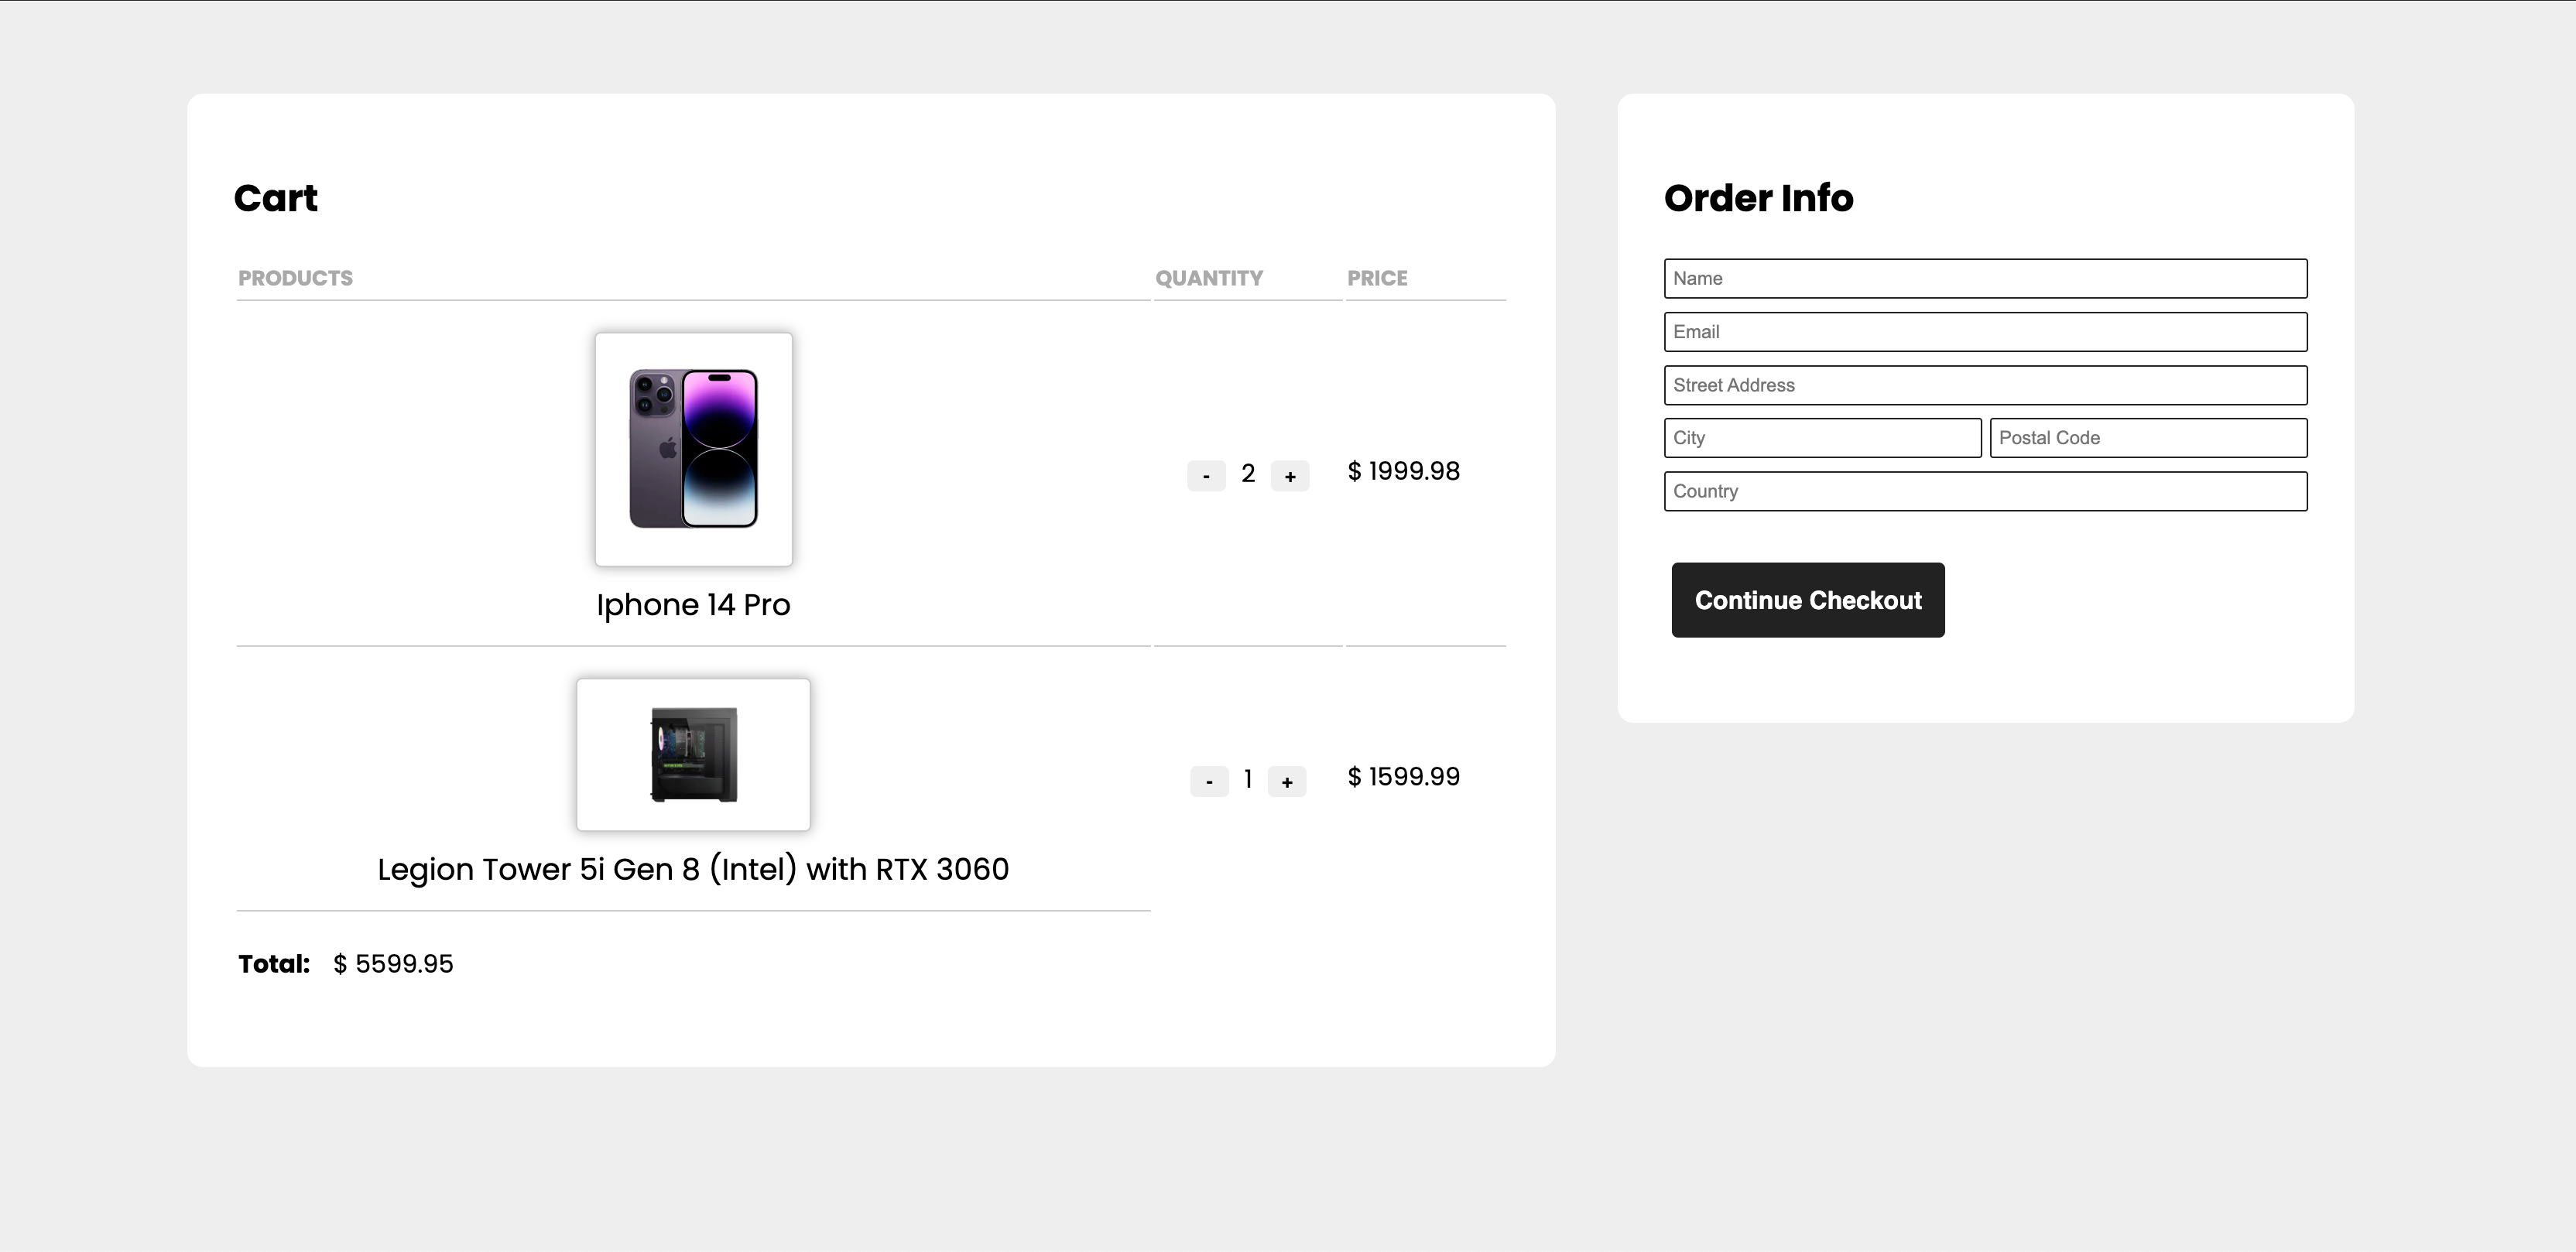 Cart
PRODUCTS QUANTITY PRICE
- 2 + $ 1999.98
Iphone 14 Pro
- 1 + $ 1599.99
Legion Tower 5i Gen 8 (Intel) with RTX 3060
Total: $ 5599.95
Order Info
Name
Email
Street Address
City Postal Code
Country
Continue Checkout